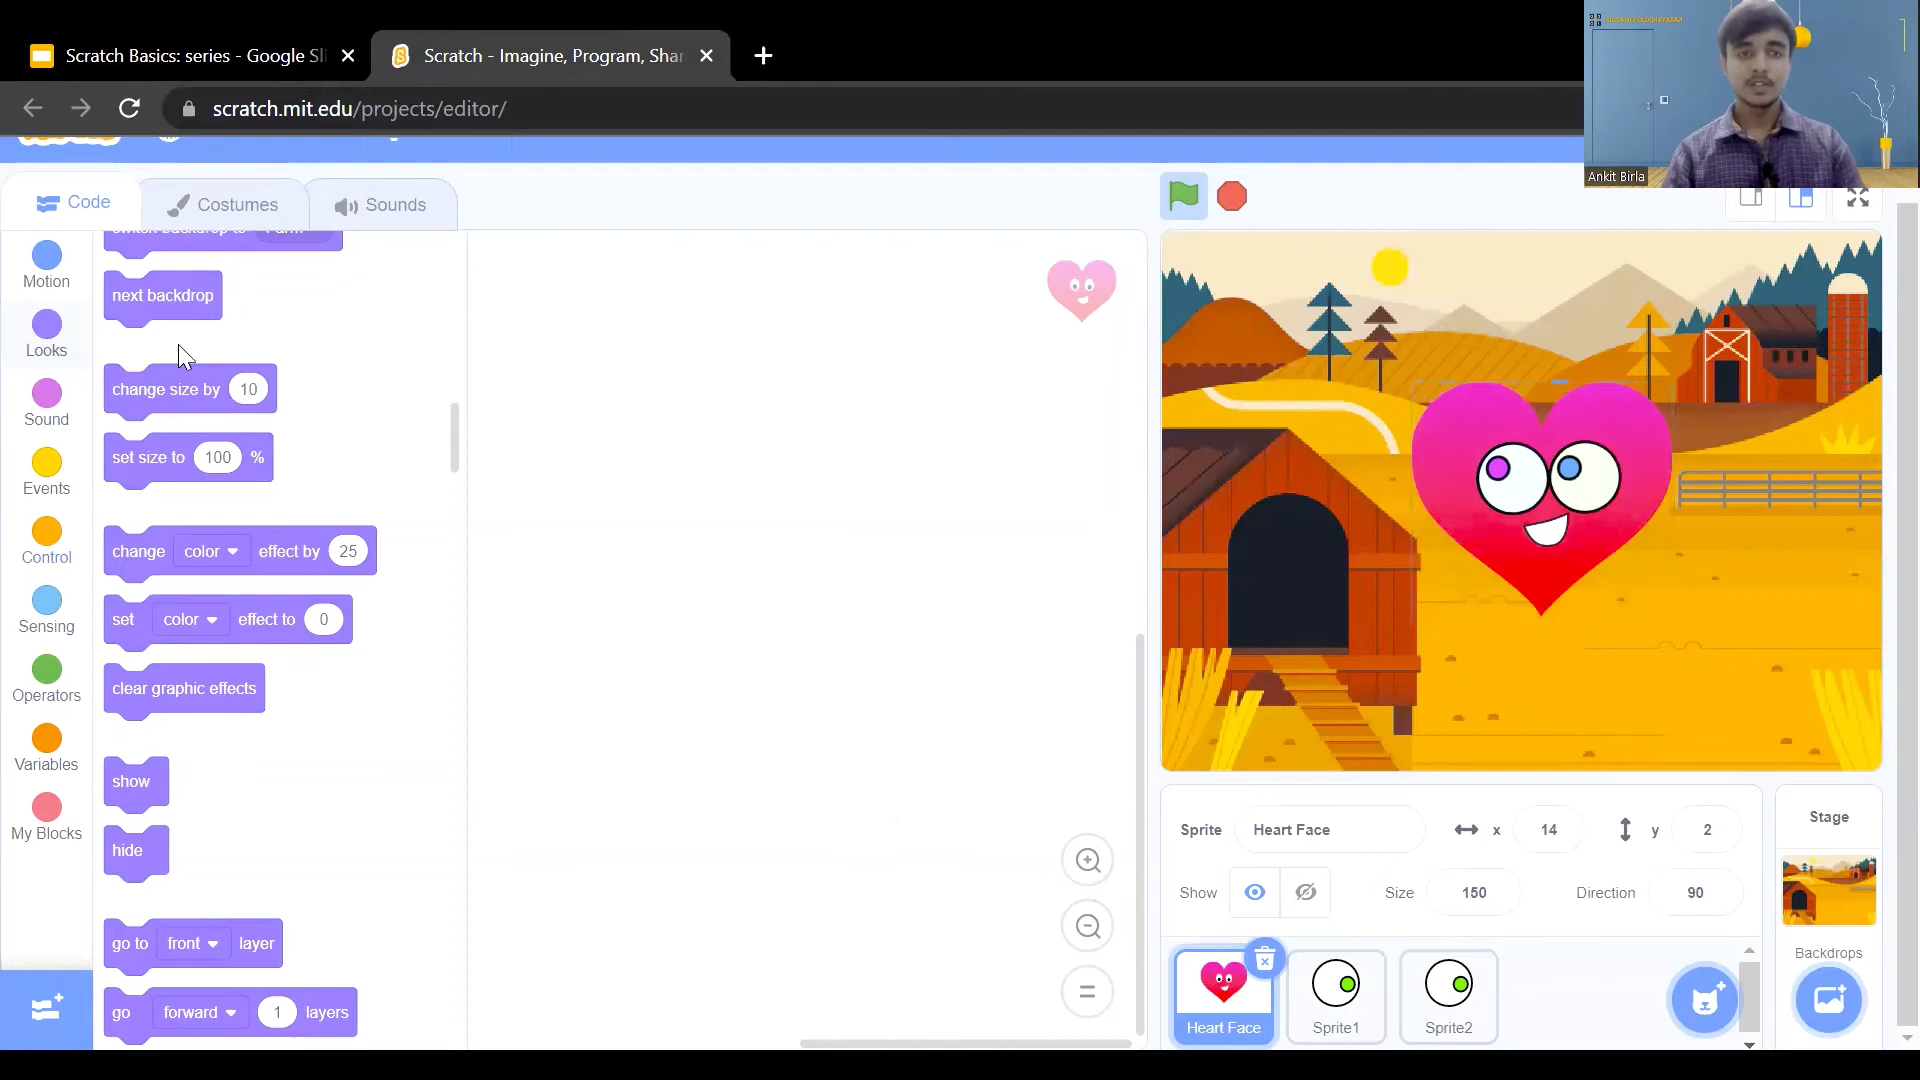 Scratch Basics: series - Google Sli
Scratch - Imagine, Program, Shar
scratch.mit.edu/projects/editor/
Ankit Birla
Code
Costumes
Sounds
Motion
Looks
Sound
Events
Control
Sensing
Operators
Variables
My Blocks
next backdrop
change size by 10
set size to 100 %
change color effect by 25
set color effect to 0
clear graphic effects
show
hide
go to front layer
go forward 1 layers
Sprite Heart Face x 14 y 2
Show Size 150 Direction 90
Heart Face
Sprite1
Sprite2
Stage
Backdrops